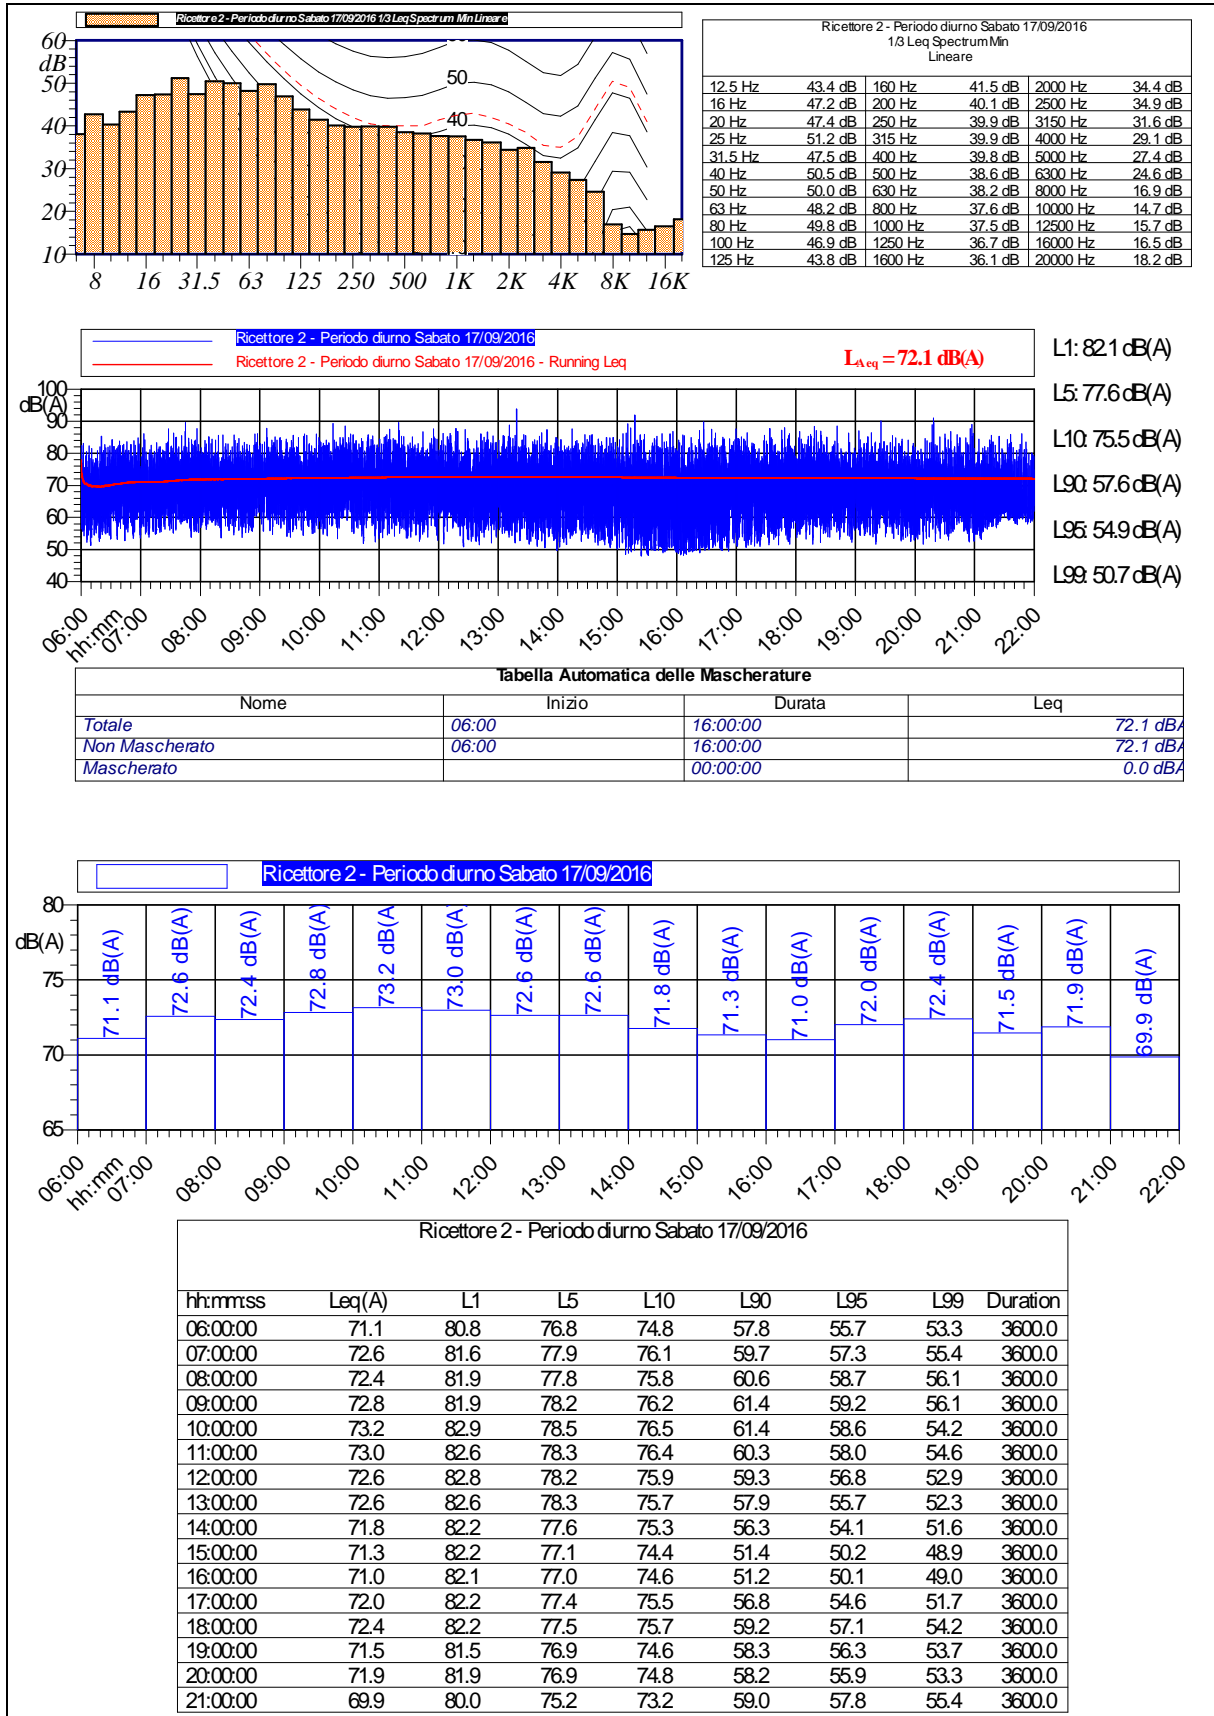 Ricettore 2 - Periodo diurno Sabato 17/09/2016 1/3 Leq Spectrum Min Lineare
60
dB
50
40
30
20
10
50
40
8 16 31.5 63 125 250 500 1K 2K 4K 8K 16K
Ricettore 2 - Periodo diurno Sabato 17/09/2016
1/3 Leq Spectrum Min
Lineare
12.5 Hz 43.4 dB 160 Hz 41.5 dB 2000 Hz 34.4 dB
16 Hz 47.2 dB 200 Hz 40.1 dB 2500 Hz 34.9 dB
20 Hz 47.4 dB 250 Hz 39.9 dB 3150 Hz 31.6 dB
25 Hz 51.2 dB 315 Hz 39.9 dB 4000 Hz 29.1 dB
31.5 Hz 47.5 dB 400 Hz 39.8 dB 5000 Hz 27.4 dB
40 Hz 50.5 dB 500 Hz 38.6 dB 6300 Hz 24.6 dB
50 Hz 50.0 dB 630 Hz 38.2 dB 8000 Hz 16.9 dB
63 Hz 48.2 dB 800 Hz 37.6 dB 10000 Hz 14.7 dB
80 Hz 49.8 dB 1000 Hz 37.5 dB 12500 Hz 15.7 dB
100 Hz 46.9 dB 1250 Hz 36.7 dB 16000 Hz 16.5 dB
125 Hz 43.8 dB 1600 Hz 36.1 dB 20000 Hz 18.2 dB
Ricettore 2 - Periodo diurno Sabato 17/09/2016
Ricettore 2 - Periodo diurno Sabato 17/09/2016 - Running Leq
LAeq = 72.1 dB(A)
L1: 82.1 dB(A)
L5: 77.6 dB(A)
L10: 75.5 dB(A)
L90: 57.6 dB(A)
L95: 54.9 dB(A)
L99: 50.7 dB(A)
100
dB(A)
90
80
70
60
50
40
06:00 hh:mm 07:00 08:00 09:00 10:00 11:00 12:00 13:00 14:00 15:00 16:00 17:00 18:00 19:00 20:00 21:00 22:00
Tabella Automatica delle Mascherature
Nome Inizio Durata Leq
Totale 06:00 16:00:00 72.1 dBA
Non Mascherato 06:00 16:00:00 72.1 dBA
Mascherato 00:00:00 0.0 dBA
Ricettore 2 - Periodo diurno Sabato 17/09/2016
80
dB(A)
75
70
65
71.1 dB(A) 72.6 dB(A) 72.4 dB(A) 72.8 dB(A) 73.2 dB(A) 73.0 dB(A) 72.6 dB(A) 72.6 dB(A) 71.8 dB(A) 71.3 dB(A) 71.0 dB(A) 72.0 dB(A) 72.4 dB(A) 71.5 dB(A) 71.9 dB(A) 69.9 dB(A)
06:00 hh:mm 07:00 08:00 09:00 10:00 11:00 12:00 13:00 14:00 15:00 16:00 17:00 18:00 19:00 20:00 21:00 22:00
Ricettore 2 - Periodo diurno Sabato 17/09/2016
hh:mm:ss Leq(A) L1 L5 L10 L90 L95 L99 Duration
06:00:00 71.1 80.8 76.8 74.8 57.8 55.7 53.3 3600.0
07:00:00 72.6 81.6 77.9 76.1 59.7 57.3 55.4 3600.0
08:00:00 72.4 81.9 77.8 75.8 60.6 58.7 56.1 3600.0
09:00:00 72.8 81.9 78.2 76.2 61.4 59.2 56.1 3600.0
10:00:00 73.2 82.9 78.5 76.5 61.4 58.6 54.2 3600.0
11:00:00 73.0 82.6 78.3 76.4 60.3 58.0 54.6 3600.0
12:00:00 72.6 82.8 78.2 75.9 59.3 56.8 52.9 3600.0
13:00:00 72.6 82.6 78.3 75.7 57.9 55.7 52.3 3600.0
14:00:00 71.8 82.2 77.6 75.3 56.3 54.1 51.6 3600.0
15:00:00 71.3 82.2 77.1 74.4 51.4 50.2 48.9 3600.0
16:00:00 71.0 82.1 77.0 74.6 51.2 50.1 49.0 3600.0
17:00:00 72.0 82.2 77.4 75.5 56.8 54.6 51.7 3600.0
18:00:00 72.4 82.2 77.5 75.7 59.2 57.1 54.2 3600.0
19:00:00 71.5 81.5 76.9 74.6 58.3 56.3 53.7 3600.0
20:00:00 71.9 81.9 76.9 74.8 58.2 55.9 53.3 3600.0
21:00:00 69.9 80.0 75.2 73.2 59.0 57.8 55.4 3600.0